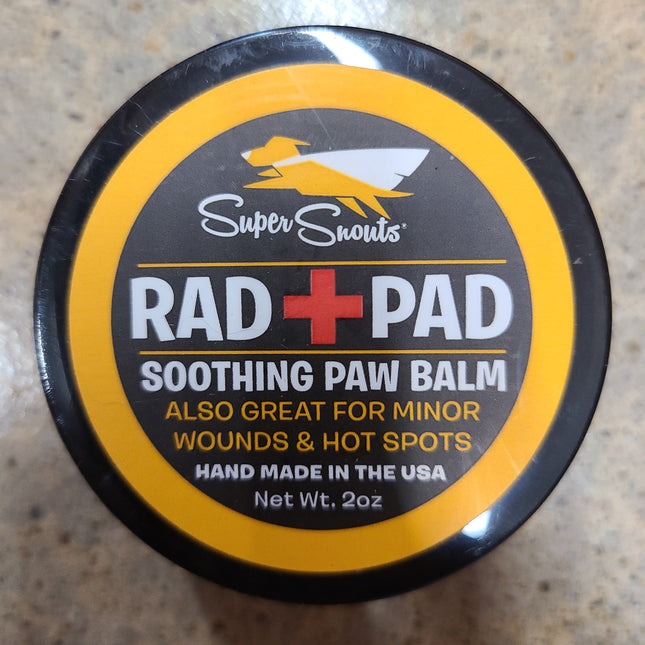 Super Snouts®
RAD + PAD
SOOTHING PAW BALM
ALSO GREAT FOR MINOR
WOUNDS & HOT SPOTS
HAND MADE IN THE USA
Net Wt. 2oz